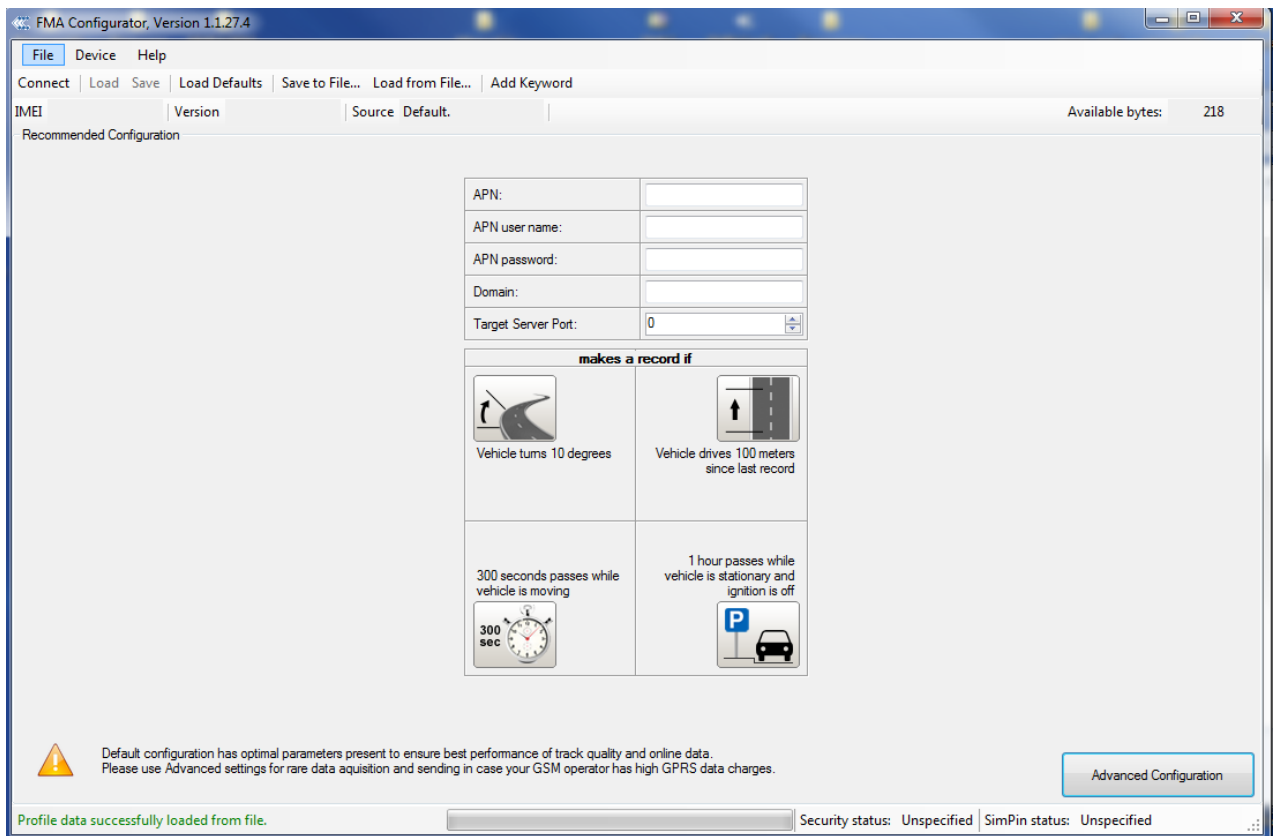 FMA Configurator, Version 1.1.27.4
File Device Help
Connect Load Save Load Defaults Save to File... Load from File... Add Keyword
IMEI Version Source Default. Available bytes: 218
Recommended Configuration
APN:
APN user name:
APN password:
Domain:
Target Server Port: 0
makes a record if
Vehicle turns 10 degrees
Vehicle drives 100 meters
since last record
300 seconds passes while
vehicle is moving
300
sec
1 hour passes while
vehicle is stationary and
ignition is off
P
Default configuration has optimal parameters present to ensure best performance of track quality and online data.
Please use Advanced settings for rare data aquisition and sending in case your GSM operator has high GPRS data charges.
Advanced Configuration
Profile data successfully loaded from file. Security status: Unspecified SimPin status: Unspecified